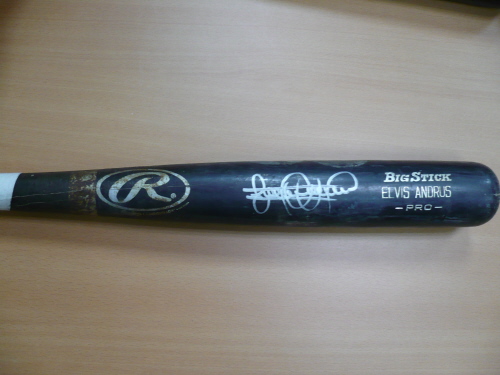 R
BIGSTICK
ELVIS ANDRUS
-PRO-